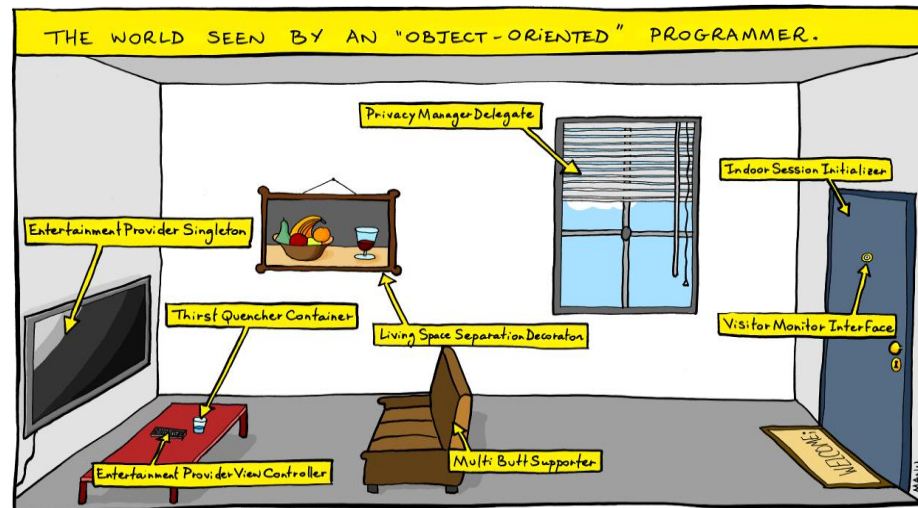 THE WORLD SEEN BY AN "OBJECT-ORIENTED" PROGRAMMER.
Privacy Manager Delegate
Indoor Session Initializer
Entertainment Provider Singleton
Thirst Quencher Container
Living Space Separation Decorator
Visitor Monitor Interface
Entertainment Provider View Controller
Multi Butt Supporter
WELCOME!
MANU